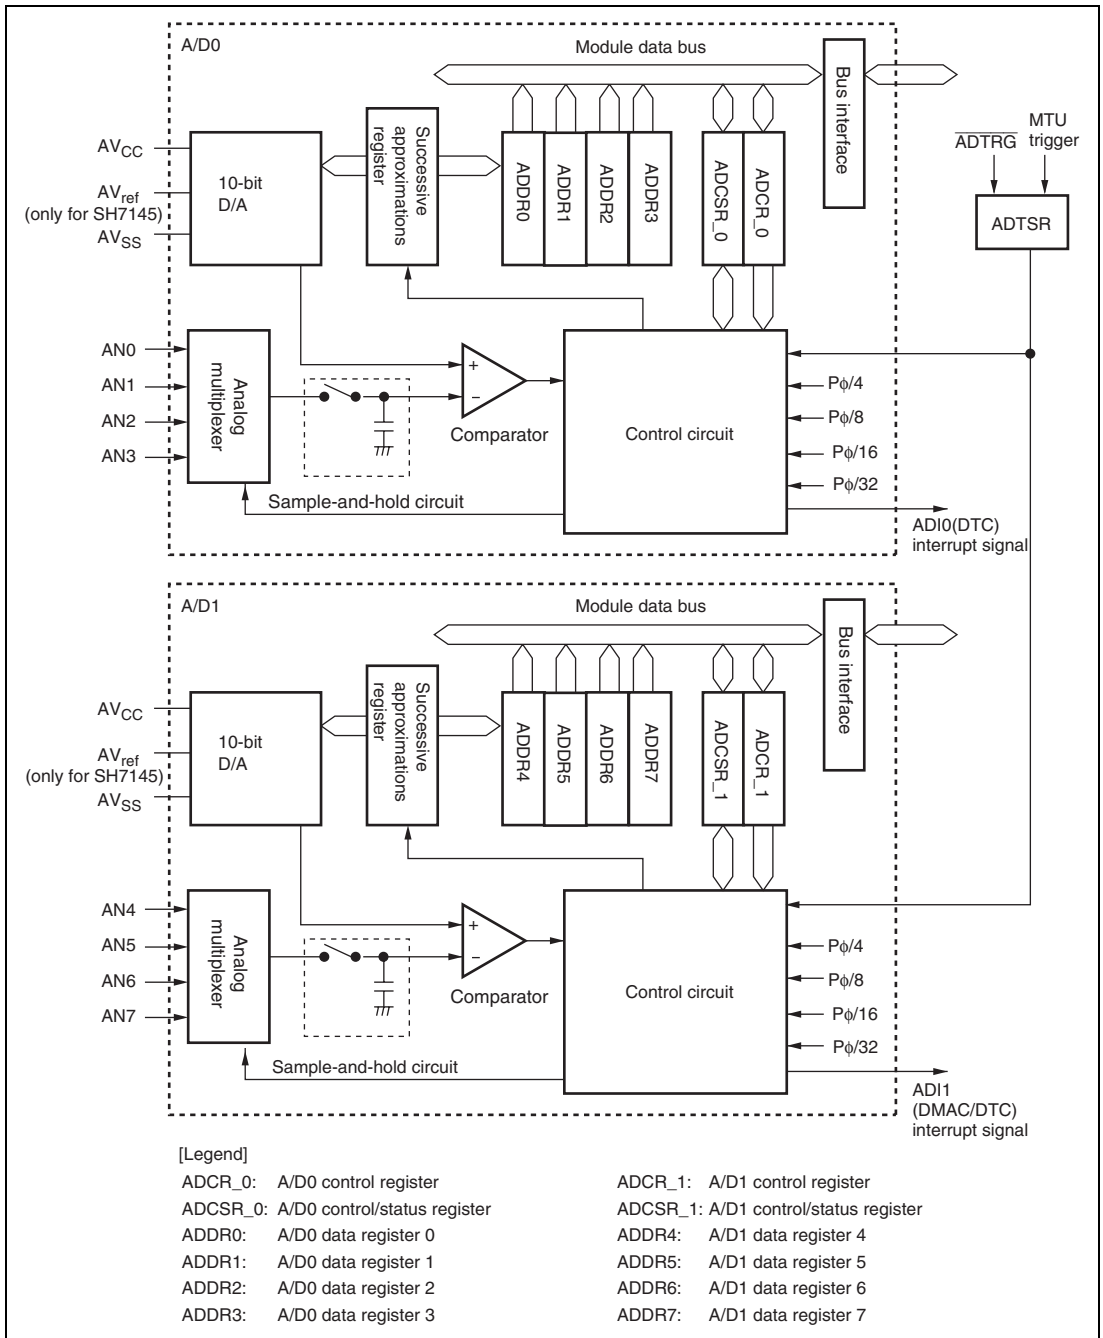 A/D0
Module data bus
Bus interface
MTU
trigger
ADTRG
ADTSR
AVCC
AVref
(only for SH7145)
AVSS
10-bit
D/A
Successive
approximations
register
ADDR0
ADDR1
ADDR2
ADDR3
ADCSR_0
ADCR_0
AN0
AN1
AN2
AN3
Analog
multiplexer
+
−
Comparator
Control circuit
Pφ/4
Pφ/8
Pφ/16
Pφ/32
Sample-and-hold circuit
ADI0(DTC)
interrupt signal
A/D1
Module data bus
Bus interface
AVCC
AVref
(only for SH7145)
AVSS
10-bit
D/A
Successive
approximations
register
ADDR4
ADDR5
ADDR6
ADDR7
ADCSR_1
ADCR_1
AN4
AN5
AN6
AN7
Analog
multiplexer
+
−
Comparator
Control circuit
Pφ/4
Pφ/8
Pφ/16
Pφ/32
Sample-and-hold circuit
ADI1
(DMAC/DTC)
interrupt signal
[Legend]
ADCR_0: A/D0 control register
ADCSR_0: A/D0 control/status register
ADDR0: A/D0 data register 0
ADDR1: A/D0 data register 1
ADDR2: A/D0 data register 2
ADDR3: A/D0 data register 3
ADCR_1: A/D1 control register
ADCSR_1: A/D1 control/status register
ADDR4: A/D1 data register 4
ADDR5: A/D1 data register 5
ADDR6: A/D1 data register 6
ADDR7: A/D1 data register 7